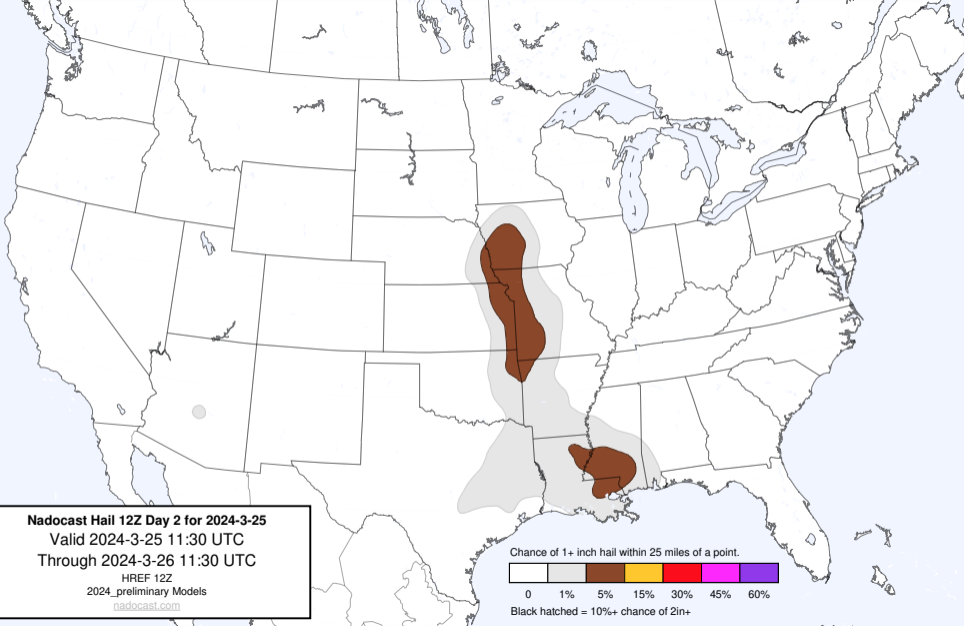 Nadocast Hail 12Z Day 2 for 2024-3-25
Valid 2024-3-25 11:30 UTC
Through 2024-3-26 11:30 UTC
HREF 12Z
2024_preliminary Models
nadocast.com
Chance of 1+ inch hail within 25 miles of a point.
0 1% 5% 15% 30% 45% 60%
Black hatched = 10%+ chance of 2in+